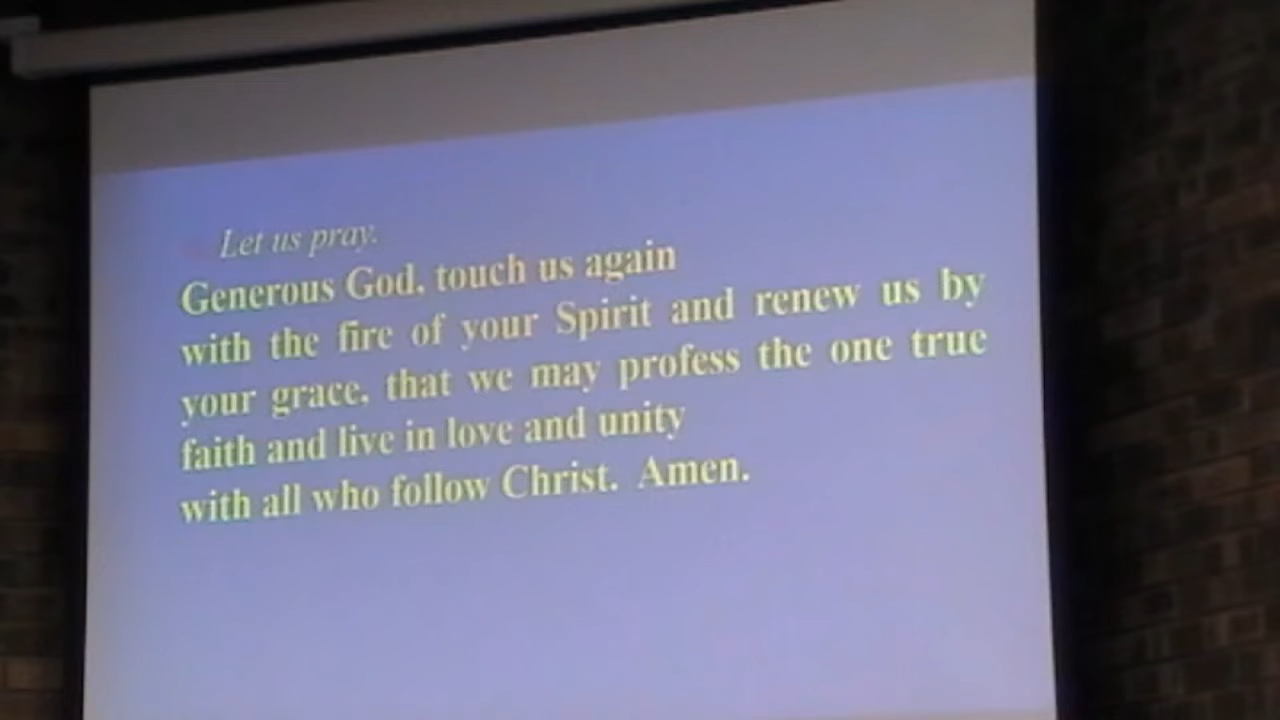 Let us pray.
Generous God, touch us again
with the fire of your Spirit and renew us by
your grace, that we may profess the one true
faith and live in love and unity
with all who follow Christ. Amen.